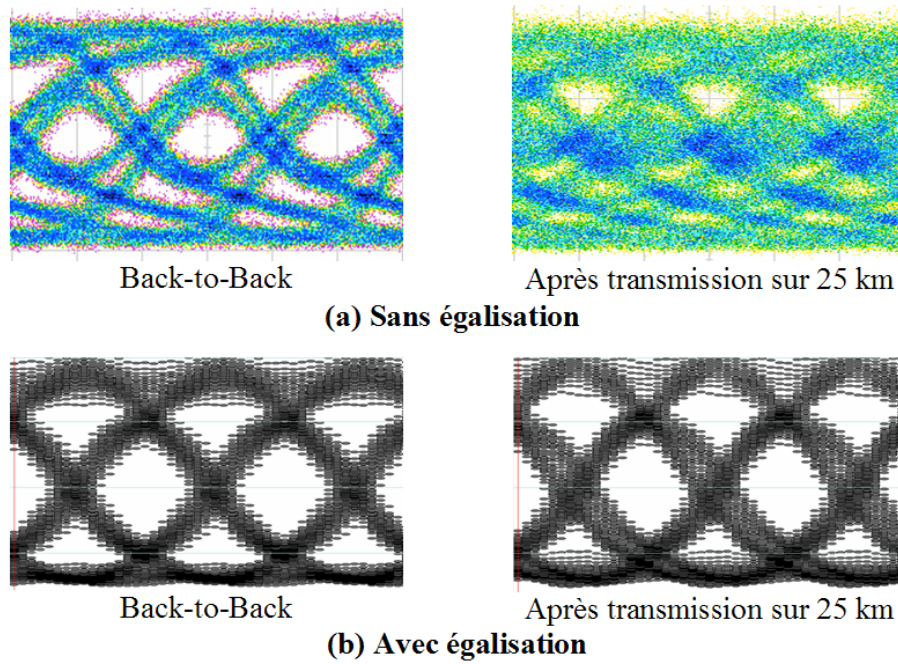 Back-to-Back
Après transmission sur 25 km
(a) Sans égalisation
Back-to-Back
Après transmission sur 25 km
(b) Avec égalisation